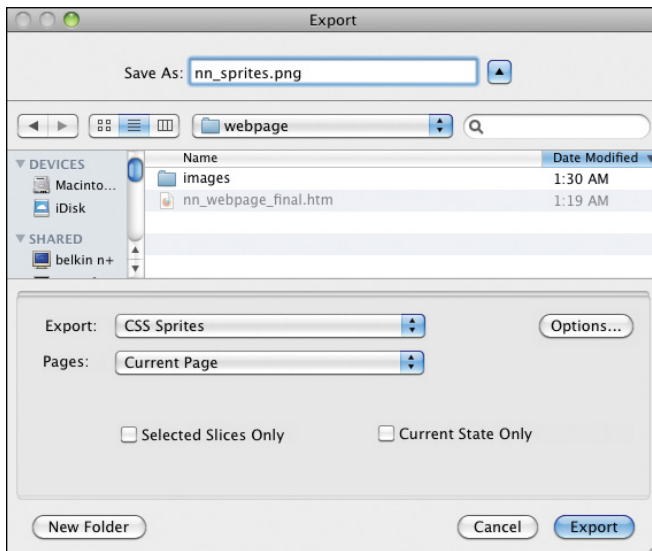 Export
Save As: nn_sprites.png
webpage
DEVICES
Macinto...
iDisk
SHARED
belkin n+
Name Date Modified
images 1:30 AM
nn_webpage_final.htm 1:19 AM
Export: CSS Sprites Options...
Pages: Current Page
Selected Slices Only Current State Only
New Folder Cancel Export